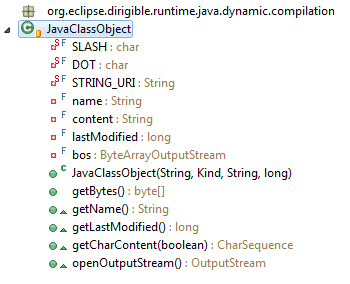 org.eclipse.dirigible.runtime.java.dynamic.compilation
JavaClassObject
SLASH : char
DOT : char
STRING_URI : String
name : String
content : String
lastModified : long
bos : ByteArrayOutputStream
JavaClassObject(String, Kind, String, long)
getBytes() : byte[]
getName() : String
getLastModified() : long
getCharContent(boolean) : CharSequence
openOutputStream() : OutputStream